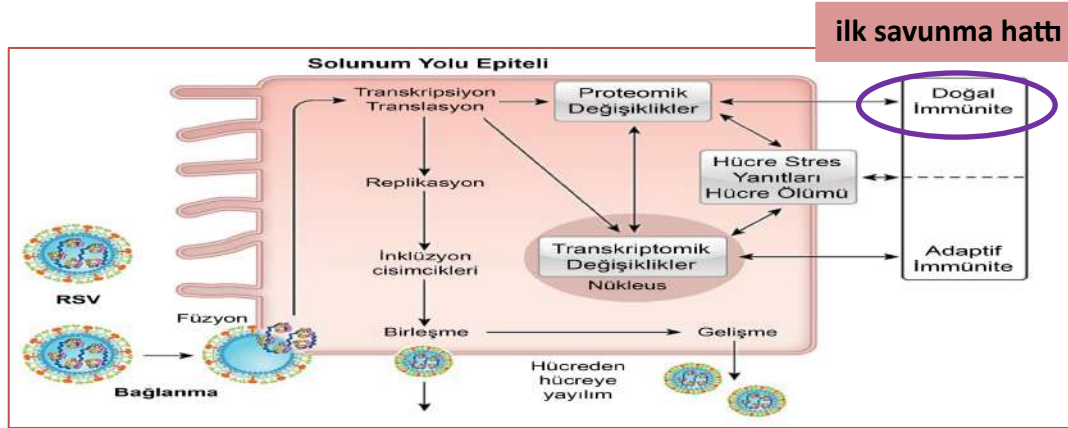 ilk savunma hattı
Solunum Yolu Epiteli
Transkripsiyon
Translasyon
Proteomik
Değişiklikler
Doğal
İmmünite
Hücre Stres
Yanıtları
Hücre Ölümü
Replikasyon
Transkriptomik
Değişiklikler
Nükleus
Adaptif
İmmünite
İnklüzyon
cisimcikleri
RSV
Füzyon
Birleşme
Gelişme
Bağlanma
Hücreden
hücreye
yayılım